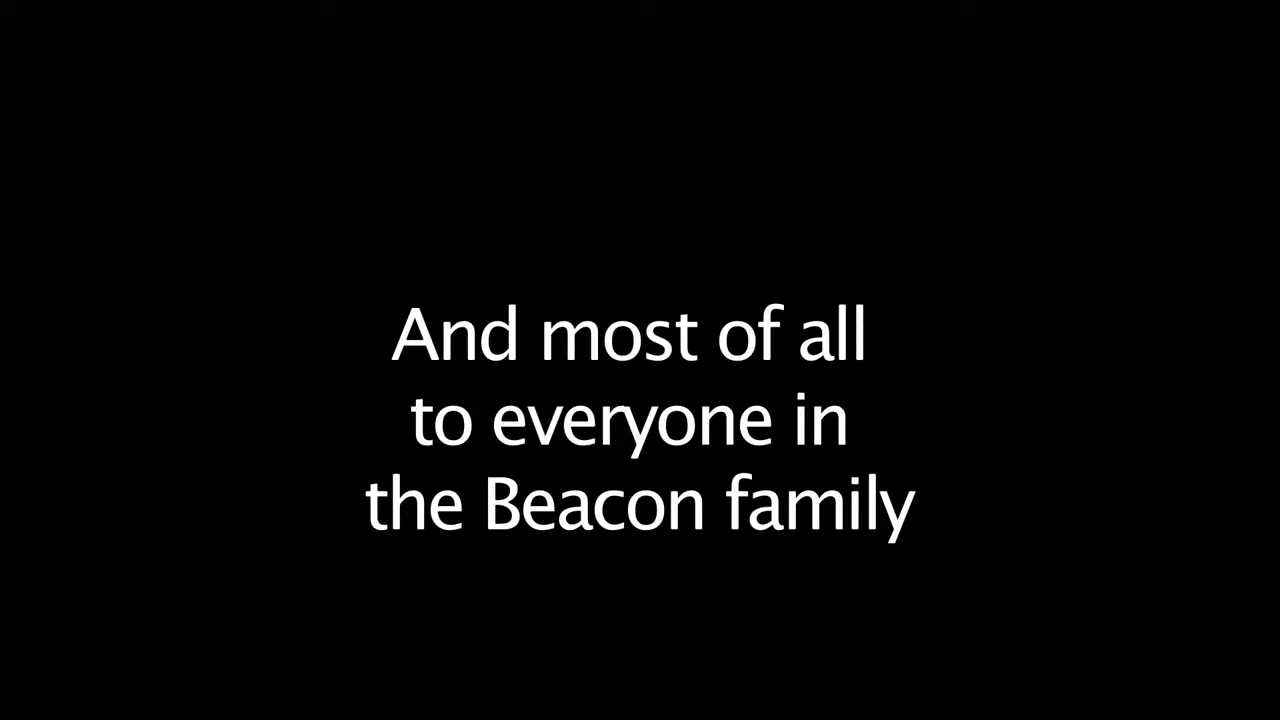 And most of all
to everyone in
the Beacon family